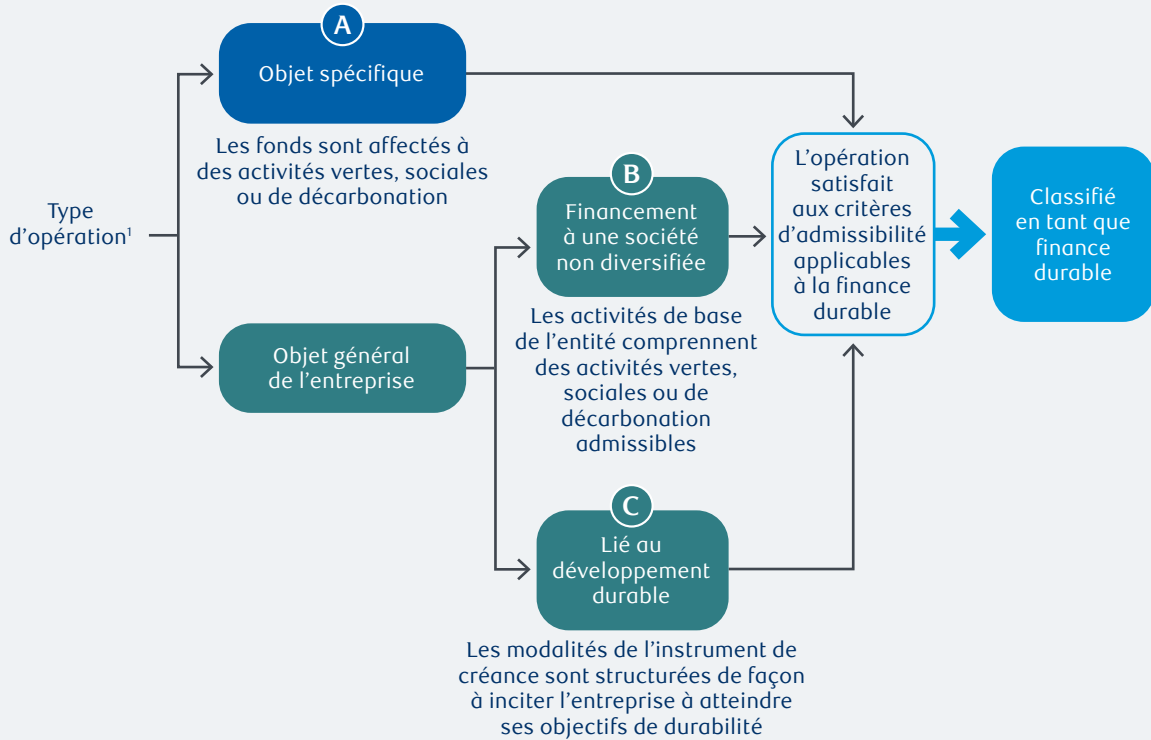 Type
d’opération¹
A
Objet spécifique
Les fonds sont affectés à
des activités vertes, sociales
ou de décarbonation
Objet général
de l’entreprise
B
Financement
à une société
non diversifiée
Les activités de base
de l’entité comprennent
des activités vertes,
sociales ou de
décarbonation
admissibles
C
Lié au
développement
durable
Les modalités de l’instrument de
créance sont structurées de façon
à inciter l’entreprise à atteindre
ses objectifs de durabilité
L’opération
satisfait
aux critères
d’admissibilité
applicables
à la finance
durable
Classifié
en tant que
finance
durable